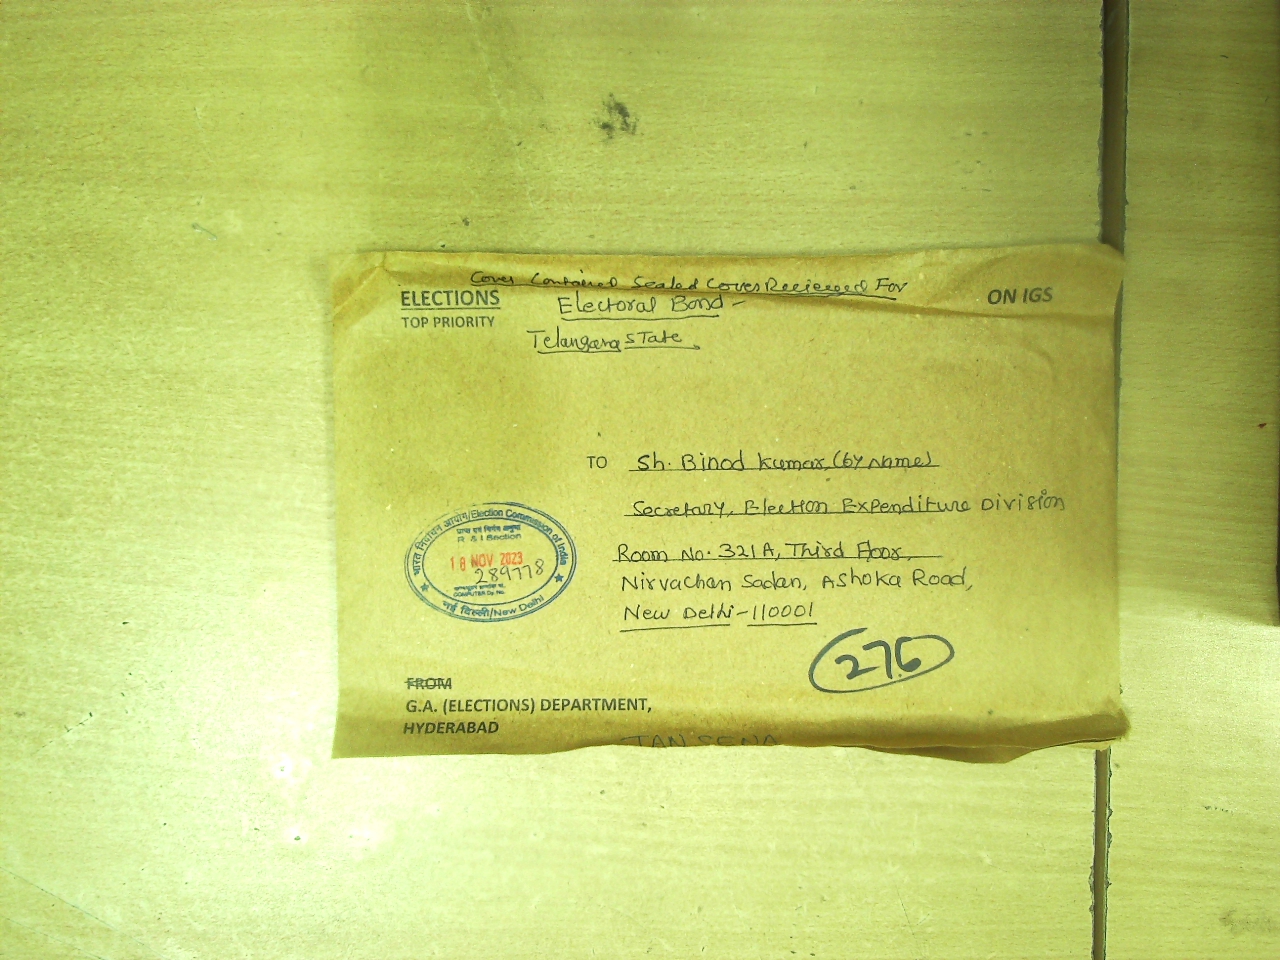 Cover Contained Sealed Cover Recieved For
ELECTIONS
Electoral Bond -
ON IGS
TOP PRIORITY
Telangana State
TO Sh. Binod Kumar, (by Name)
Secretary, Election Expenditure Division
Room No. 321A, Third Floor,
Nirvachan Sadan, Ashoka Road,
New Delhi-110001
भारत निर्वाचन आयोग/Election Commission of India
R & I Section
18 NOV 2023
289778
COMPUTER Dy. No.
नई दिल्ली/New Delhi
276
FROM
G.A. (ELECTIONS) DEPARTMENT,
HYDERABAD
JAN SENA